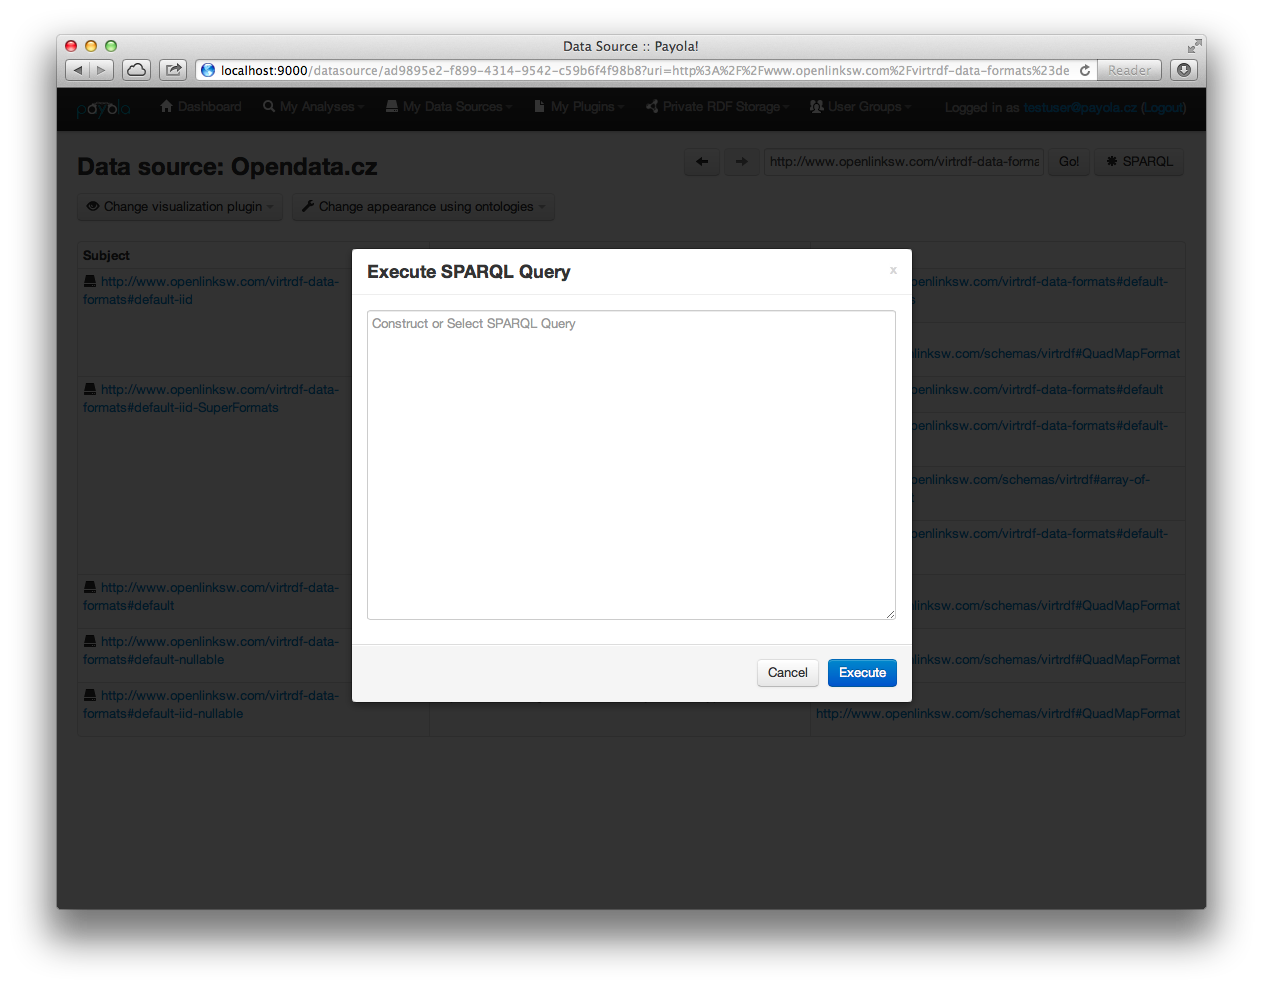 Data Source :: Payola!
localhost:9000/datasource/ad9895e2-f899-4314-9542-c59b6f4f98b8?uri=http%3A%2F%2Fwww.openlinksw.com%2Fvirtrdf-data-formats%23de
Reader
payola
Dashboard
My Analyses
My Data Sources
My Plugins
Private RDF Storage
User Groups
Logged in as testuser@payola.cz (Logout)
Data source: Opendata.cz
http://www.openlinksw.com/virtrdf-data-forma
Go!
SPARQL
Change visualization plugin
Change appearance using ontologies
Subject
http://www.openlinksw.com/virtrdf-data-
formats#default-iid
penlinksw.com/virtrdf-data-formats#default-
s
linksw.com/schemas/virtrdf#QuadMapFormat
http://www.openlinksw.com/virtrdf-data-
formats#default-iid-SuperFormats
penlinksw.com/virtrdf-data-formats#default
penlinksw.com/virtrdf-data-formats#default-
penlinksw.com/schemas/virtrdf#array-of-
penlinksw.com/virtrdf-data-formats#default-
http://www.openlinksw.com/virtrdf-data-
formats#default
linksw.com/schemas/virtrdf#QuadMapFormat
http://www.openlinksw.com/virtrdf-data-
formats#default-nullable
linksw.com/schemas/virtrdf#QuadMapFormat
http://www.openlinksw.com/virtrdf-data-
formats#default-iid-nullable
http://www.openlinksw.com/schemas/virtrdf#QuadMapFormat
Execute SPARQL Query
x
Construct or Select SPARQL Query
Cancel
Execute